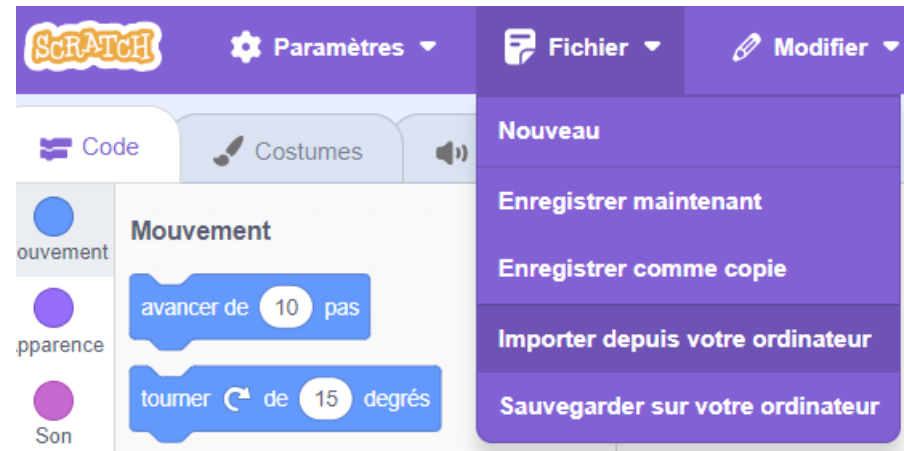 SCRATCH Paramètres Fichier Modifier
Code Costumes
Nouveau
Enregistrer maintenant
Enregistrer comme copie
Importer depuis votre ordinateur
Sauvegarder sur votre ordinateur
ouvement
pparence
Son
Mouvement
avancer de 10 pas
tourner de 15 degrés